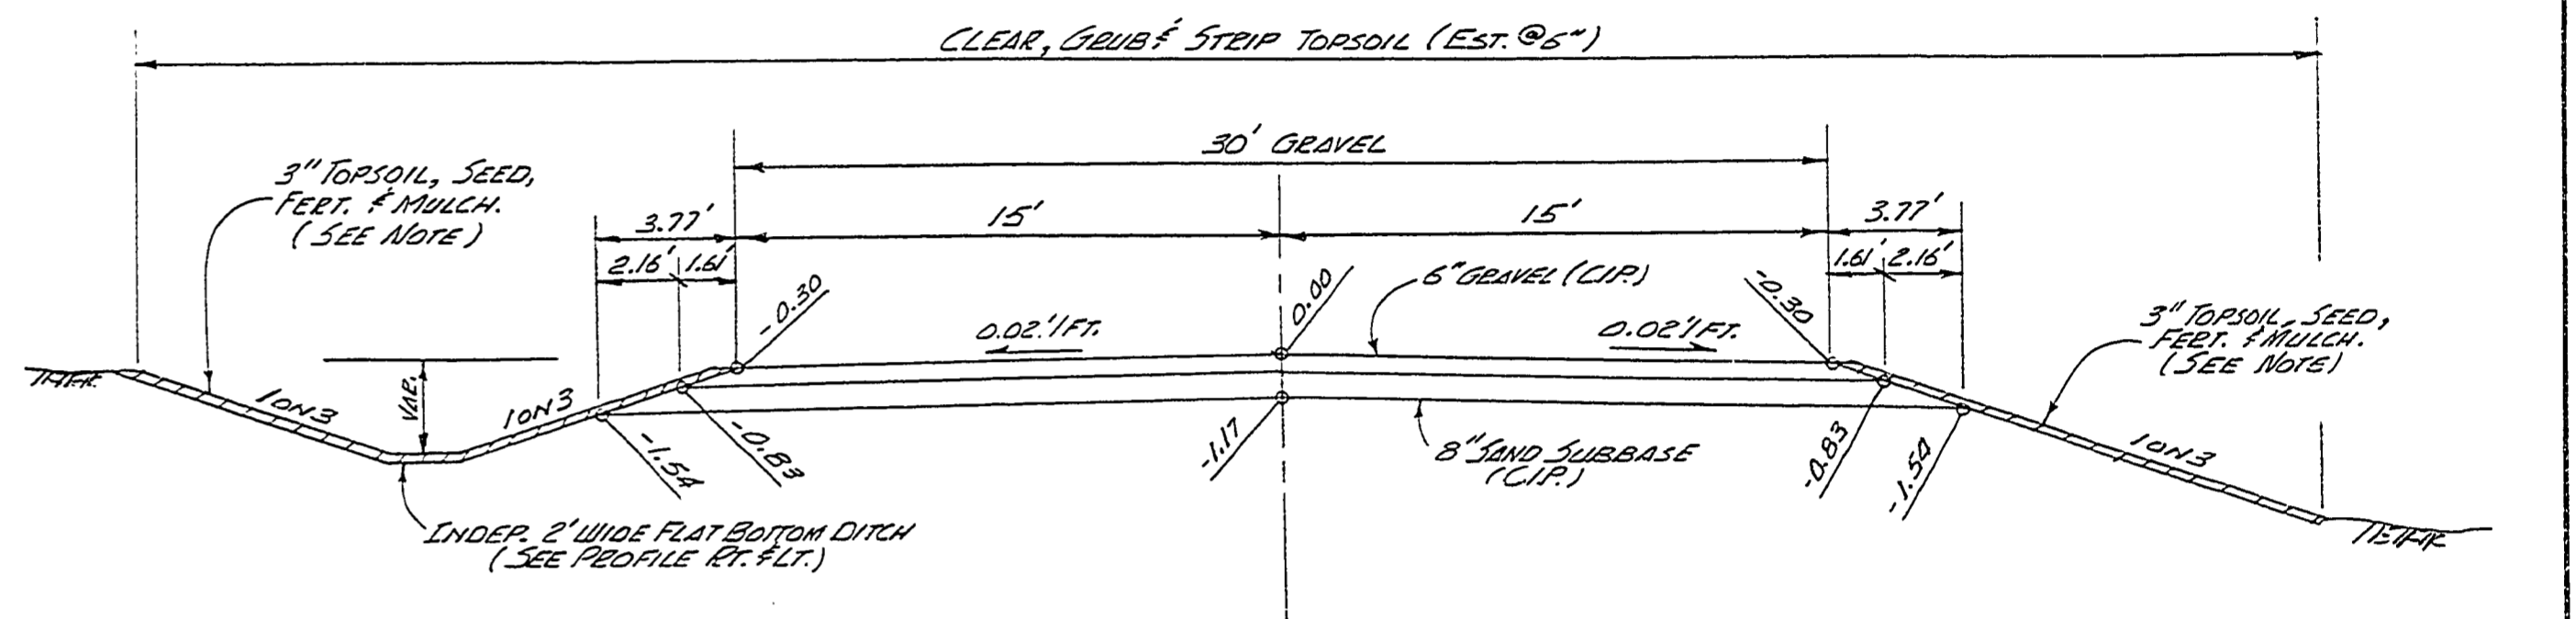 CLEAR, GRUB & STRIP TOPSOIL (EST. @ 6")
30' GRAVEL
3" TOPSOIL, SEED,
FERT. & MULCH.
(SEE NOTE)
3.77'
15'
15'
3.77'
2.16'
1.61'
1.61'
2.16'
-0.30
0.00
6" GRAVEL (C.I.P.)
-0.30
0.02'/FT.
0.02'/FT.
3" TOPSOIL, SEED,
FERT. & MULCH.
(SEE NOTE)
VAR.
1 ON 3
1 ON 3
-1.54
-0.83
-1.17
8" SAND SUBBASE
(C.I.P.)
-0.83
-1.54
1 ON 3
INDEP. 2' WIDE FLAT BOTTOM DITCH
(SEE PROFILE RT. & LT.)